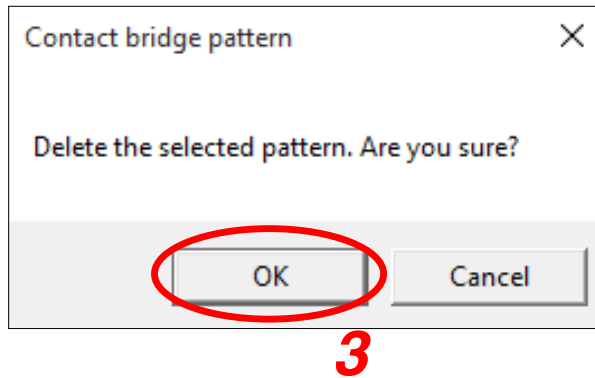 Contact bridge pattern
Delete the selected pattern. Are you sure?
OK
Cancel
3